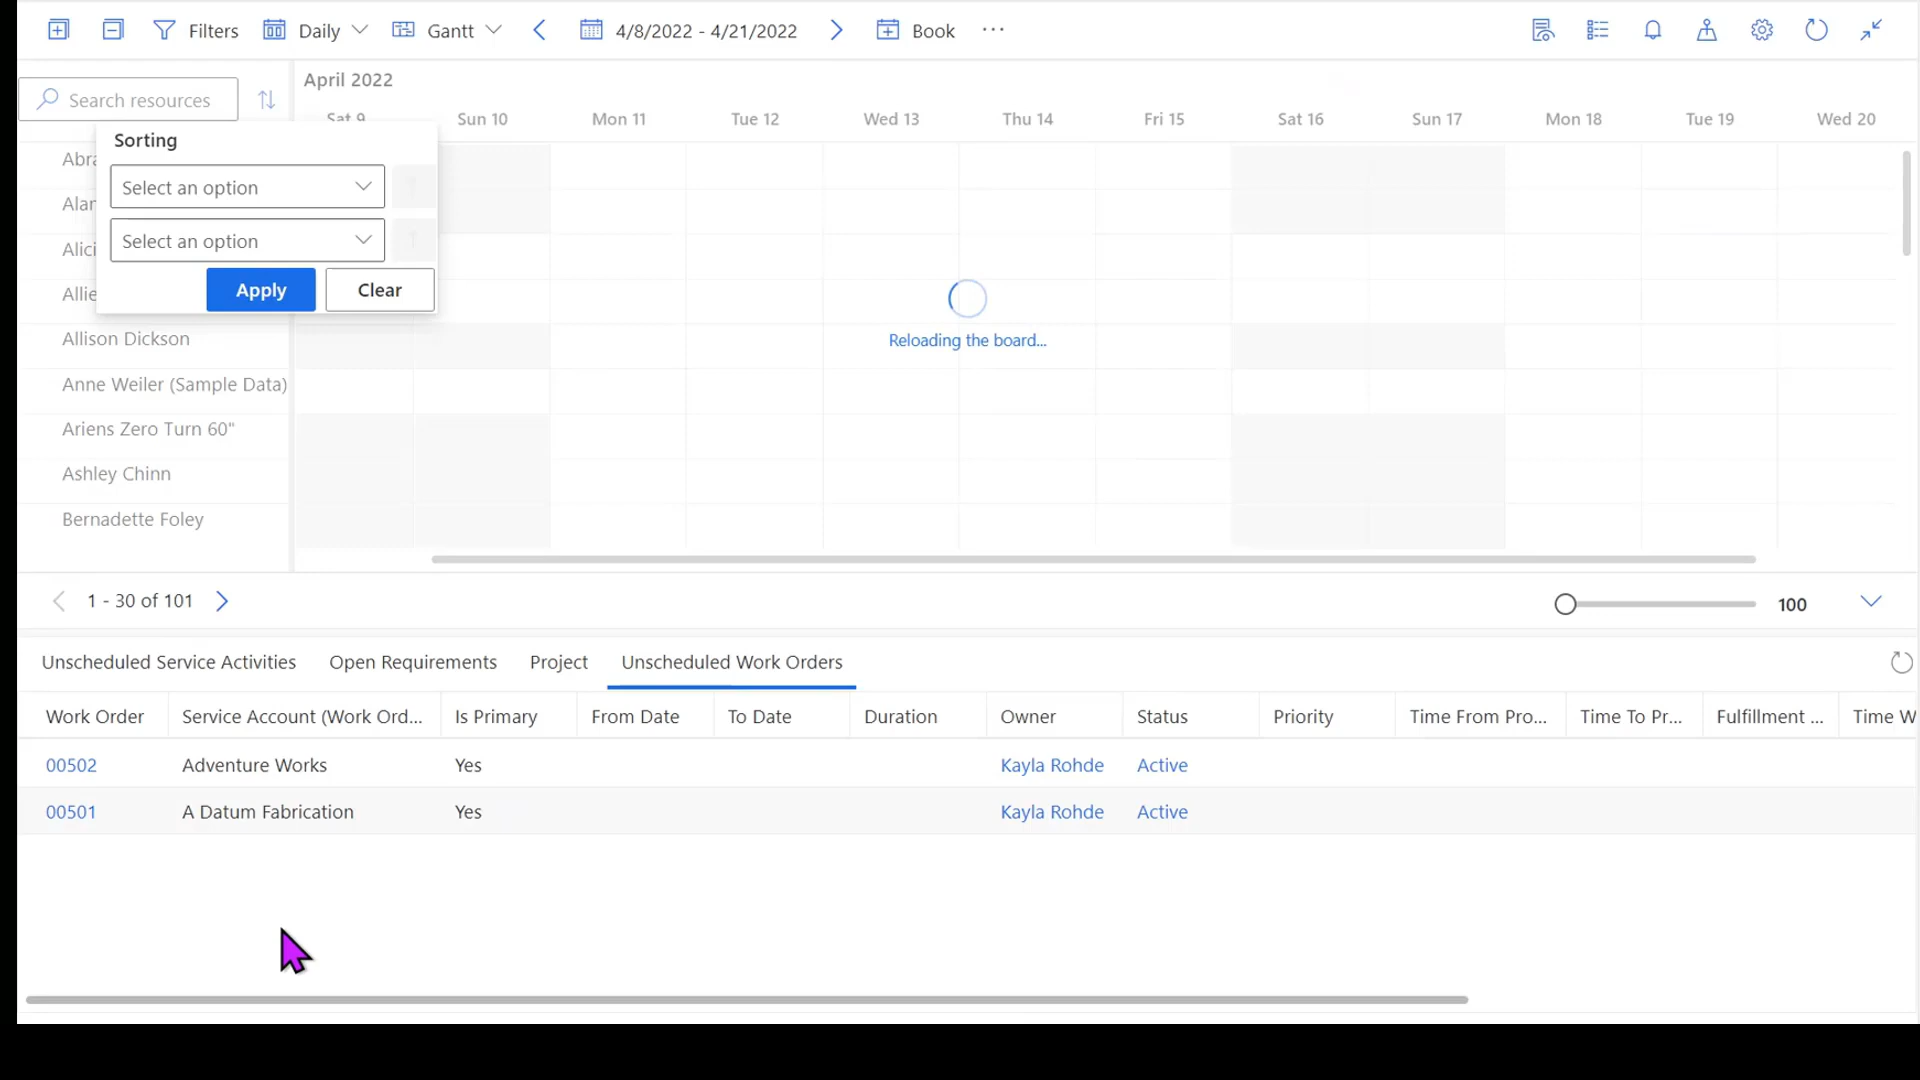 Filters Daily Gantt 4/8/2022 - 4/21/2022 Book ...
Search resources
April 2022
Sat 9 Sun 10 Mon 11 Tue 12 Wed 13 Thu 14 Fri 15 Sat 16 Sun 17 Mon 18 Tue 19 Wed 20
Sorting
Select an option
Select an option
Apply Clear
Abra
Alan
Alici
Allie
Allison Dickson
Anne Weiler (Sample Data)
Ariens Zero Turn 60"
Ashley Chinn
Bernadette Foley
Reloading the board...
1 - 30 of 101
100
Unscheduled Service Activities Open Requirements Project Unscheduled Work Orders
Work Order Service Account (Work Ord... Is Primary From Date To Date Duration Owner Status Priority Time From Pro... Time To Pr... Fulfillment ... Time W
00502 Adventure Works Yes Kayla Rohde Active
00501 A Datum Fabrication Yes Kayla Rohde Active